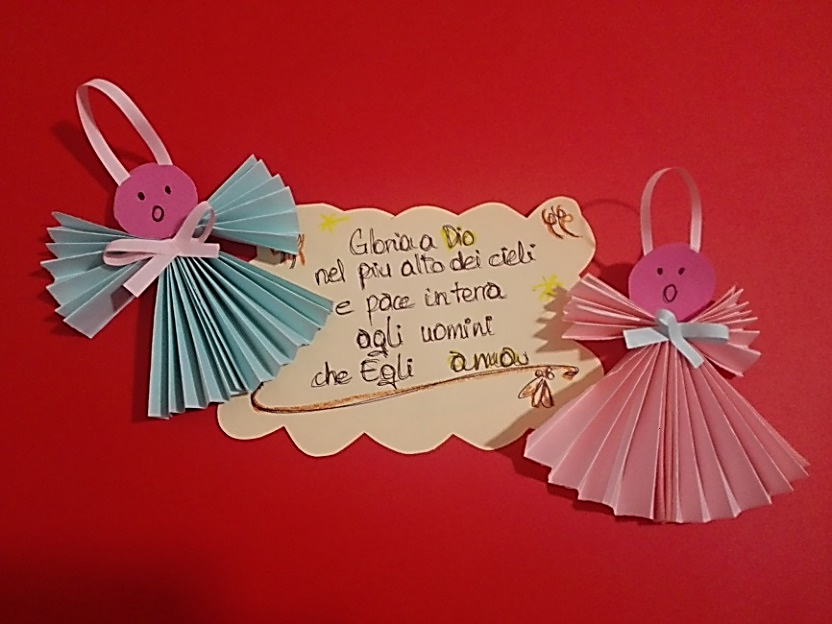 Gloria a Dio
nel più alto dei cieli
e pace in terra
agli uomini
che Egli ama